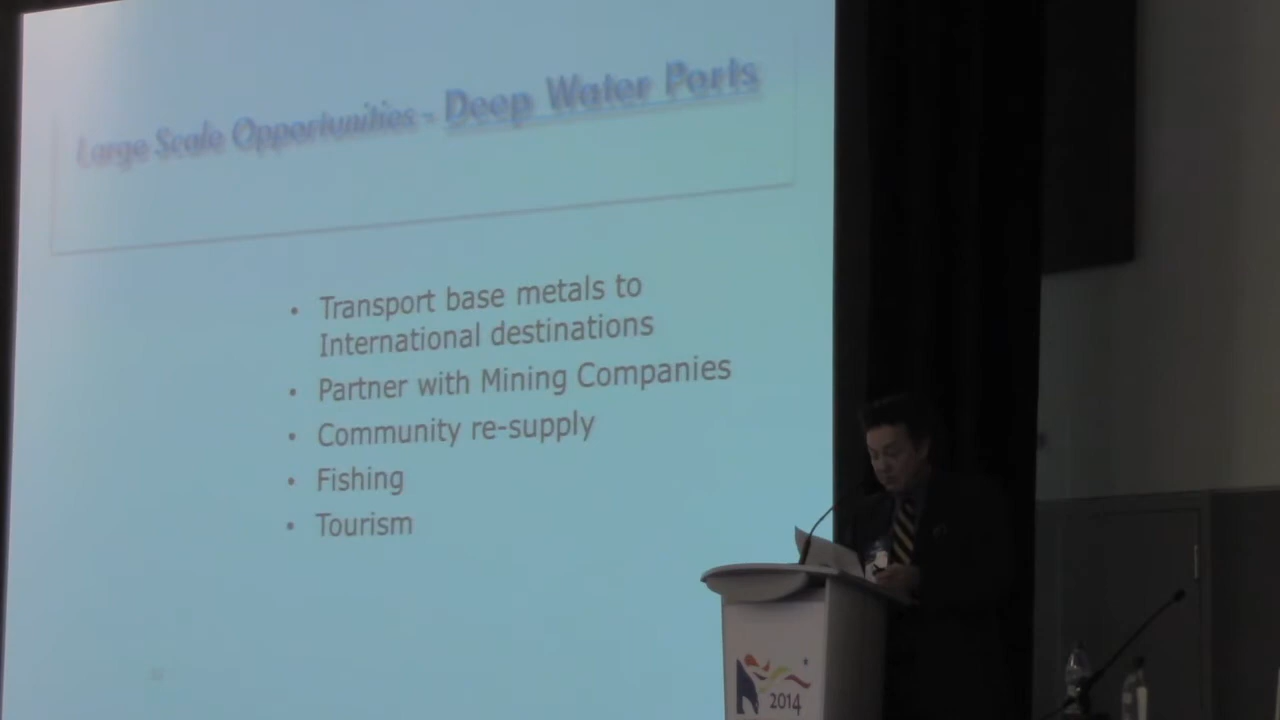 Large Scale Opportunities - Deep Water Ports
• Transport base metals to
International destinations
• Partner with Mining Companies
• Community re-supply
• Fishing
• Tourism
2014